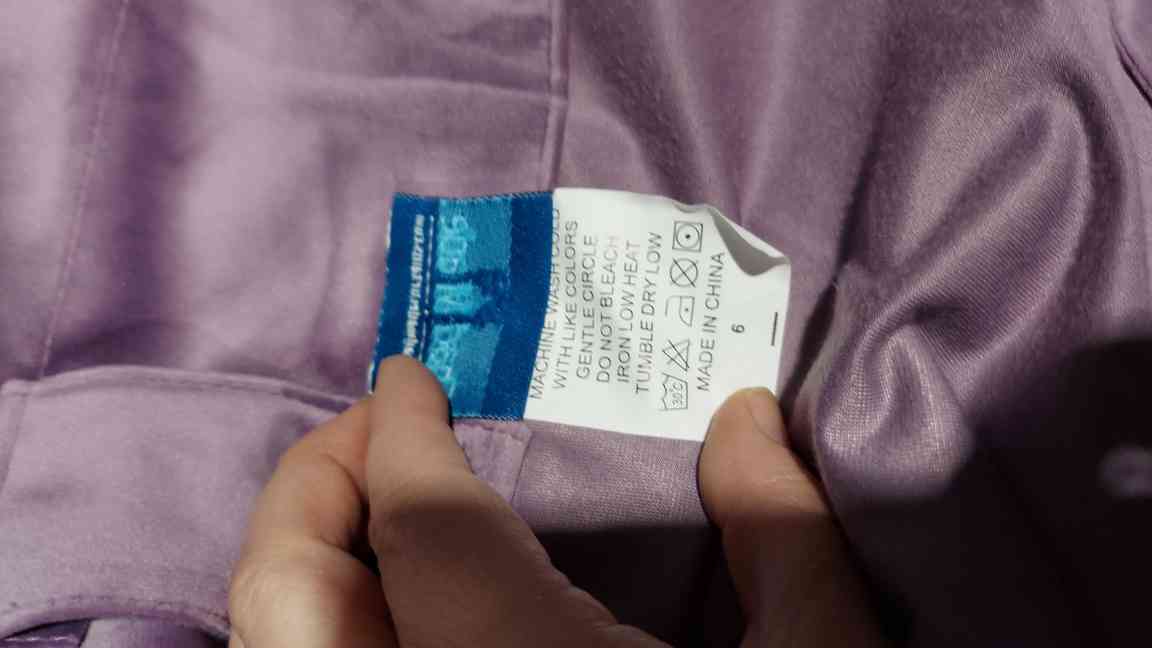 MACHINE WASH COLD
WITH LIKE COLORS
GENTLE CIRCLE
DO NOT BLEACH
IRON LOW HEAT
TUMBLE DRY LOW
30°C
MADE IN CHINA
6